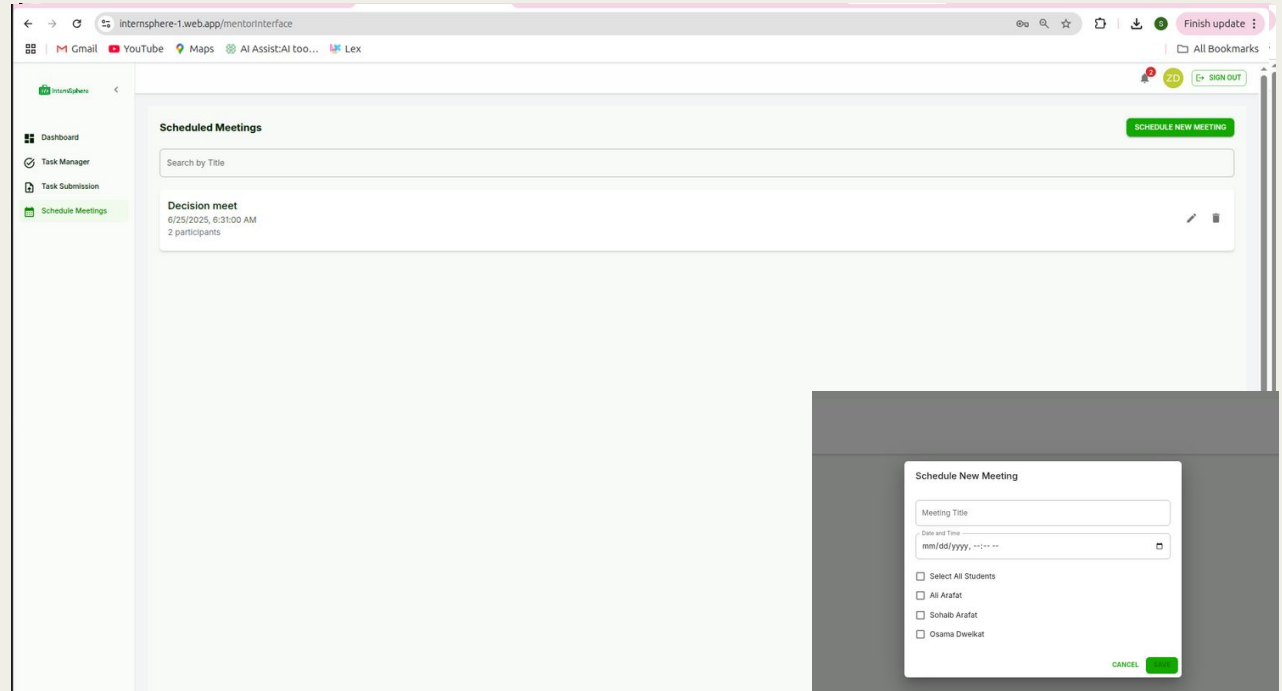 internsphere-1.web.app/mentorInterface
Finish update
Gmail YouTube Maps AI Assist:AI too... Lex
All Bookmarks
InternSphere
2 ZD SIGN OUT
Dashboard
Task Manager
Task Submission
Schedule Meetings
Scheduled Meetings
SCHEDULE NEW MEETING
Search by Title
Decision meet
6/25/2025, 6:31:00 AM
2 participants
Schedule New Meeting
Meeting Title
Date and Time
mm/dd/yyyy, --:-- --
Select All Students
Ali Arafat
Sohaib Arafat
Osama Dweikat
CANCEL SAVE